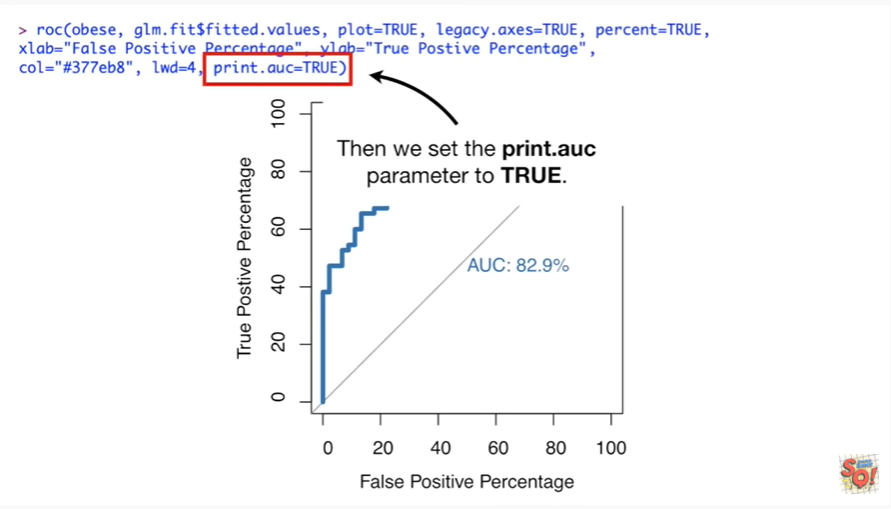 > roc(obese, glm.fit$fitted.values, plot=TRUE, legacy.axes=TRUE, percent=TRUE,
xlab="False Positive Percentage", ylab="True Postive Percentage",
col="#377eb8", lwd=4, print.auc=TRUE)
Then we set the print.auc
parameter to TRUE.
True Postive Percentage
100
80
60
40
20
0
AUC: 82.9%
0 20 40 60 80 100
False Positive Percentage
SQ!